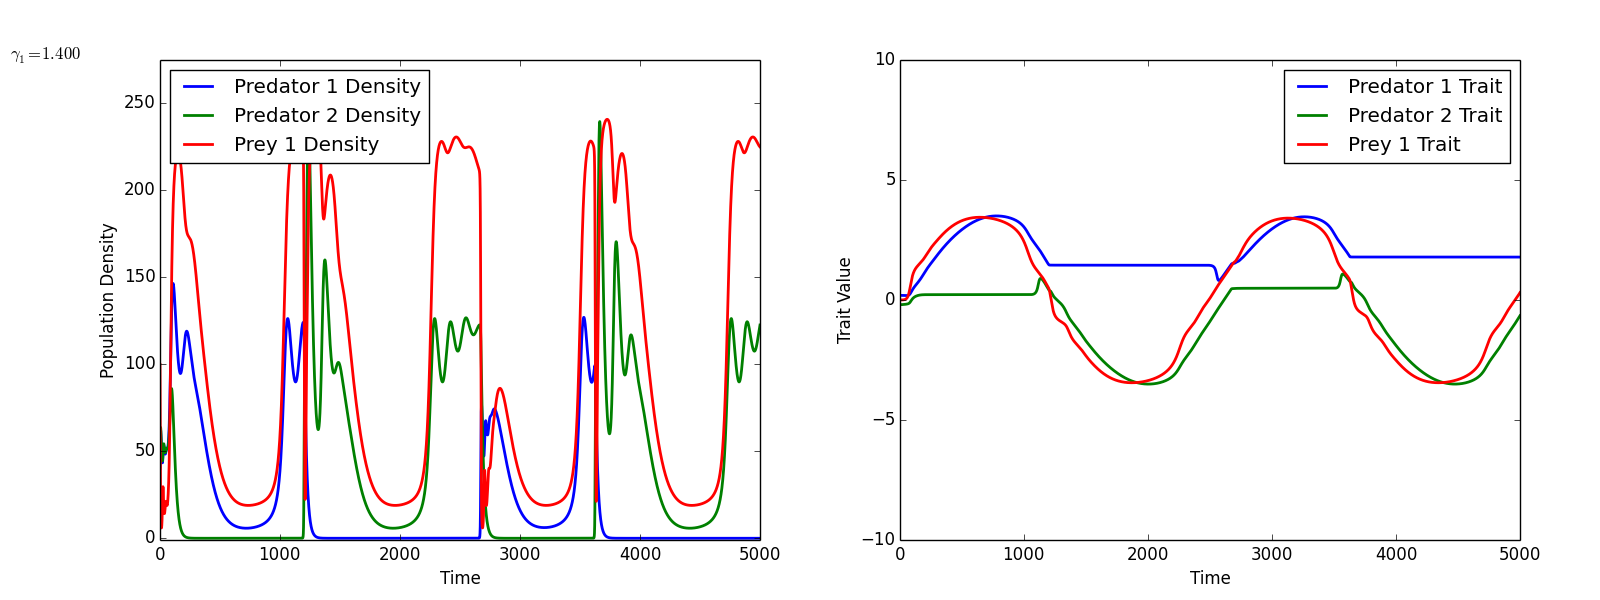 γ₁=1.400
Predator 1 Density
Predator 2 Density
Prey 1 Density
Population Density
250
200
150
100
50
0
0 1000 2000 3000 4000 5000
Time
Predator 1 Trait
Predator 2 Trait
Prey 1 Trait
Trait Value
10
5
0
−5
−10
0 1000 2000 3000 4000 5000
Time